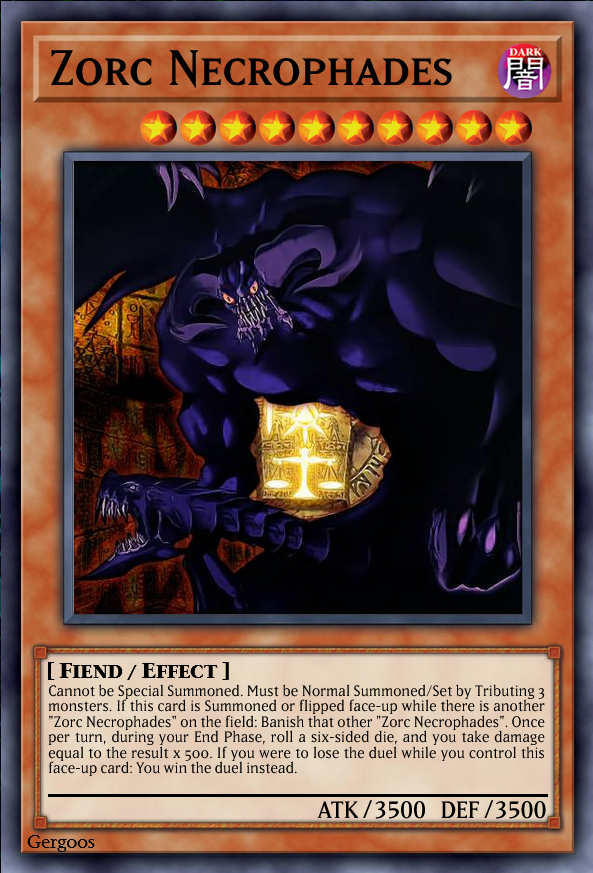 Zorc Necrophades
DARK
闇
[ Fiend / Effect ]
Cannot be Special Summoned. Must be Normal Summoned/Set by Tributing 3
monsters. If this card is Summoned or flipped face-up while there is another
"Zorc Necrophades" on the field: Banish that other "Zorc Necrophades". Once
per turn, during your End Phase, roll a six-sided die, and you take damage
equal to the result x 500. If you were to lose the duel while you control this
face-up card: You win the duel instead.
ATK/3500 DEF/3500
Gergoos